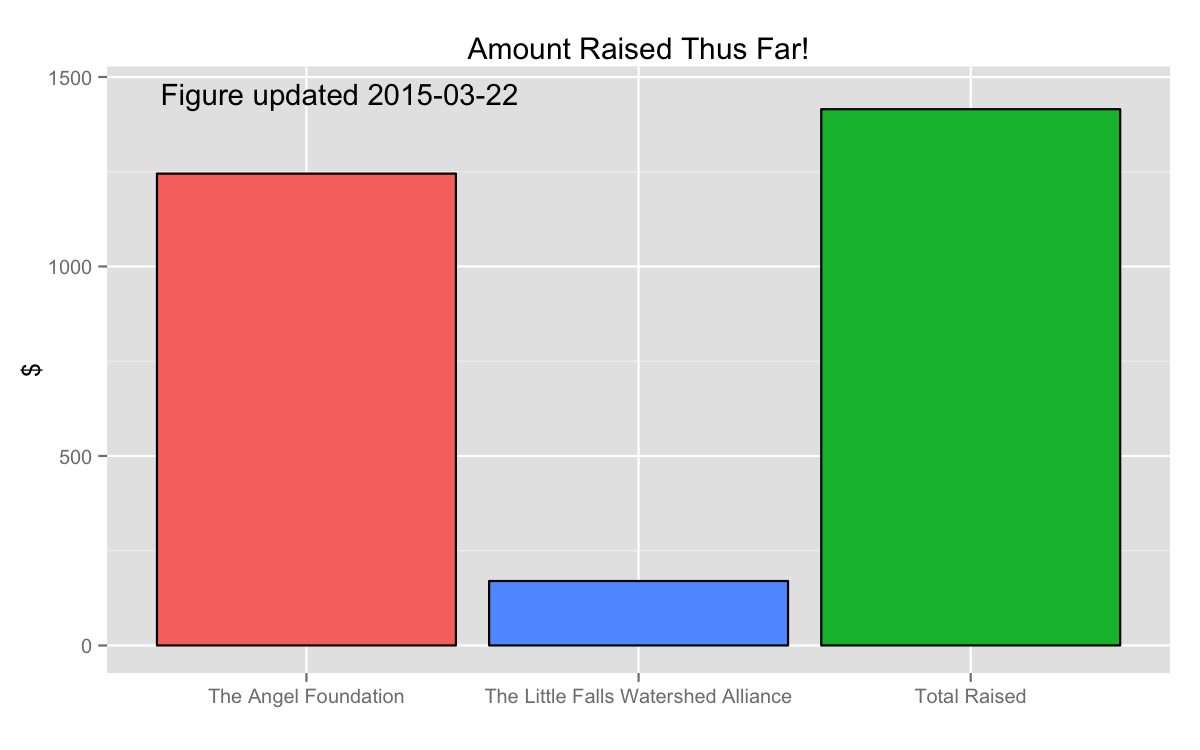 Amount Raised Thus Far!
1500
Figure updated 2015-03-22
1000
$
500
0
The Angel Foundation
The Little Falls Watershed Alliance
Total Raised